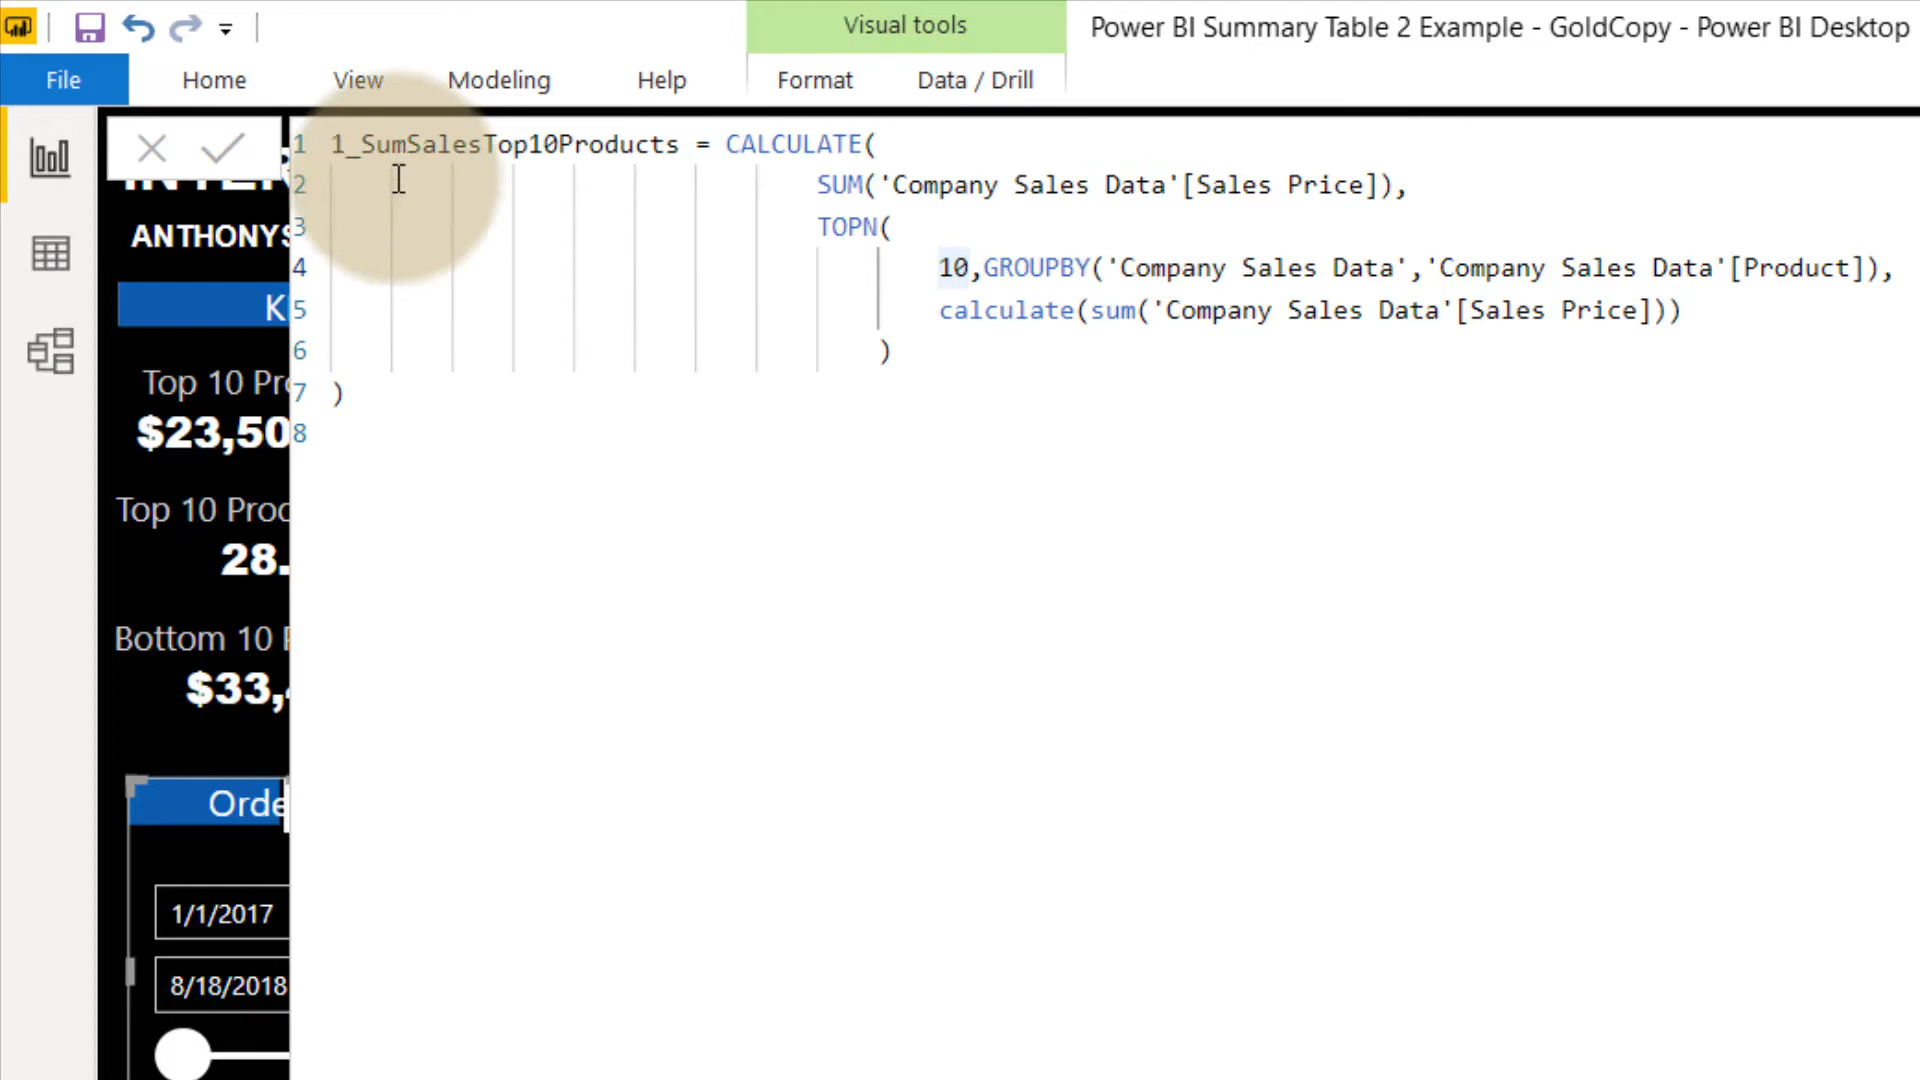 Visual tools
Power BI Summary Table 2 Example - GoldCopy - Power BI Desktop
File Home View Modeling Help Format Data / Drill
1 1_SumSalesTop10Products = CALCULATE(
2 SUM('Company Sales Data'[Sales Price]),
3 TOPN(
4 10,GROUPBY('Company Sales Data','Company Sales Data'[Product]),
5 calculate(sum('Company Sales Data'[Sales Price]))
6 )
7 )
8
ANTHONYS
K
Top 10 Pro
$23,50
Top 10 Prod
28.
Bottom 10 P
$33,4
Orde
1/1/2017
8/18/2018